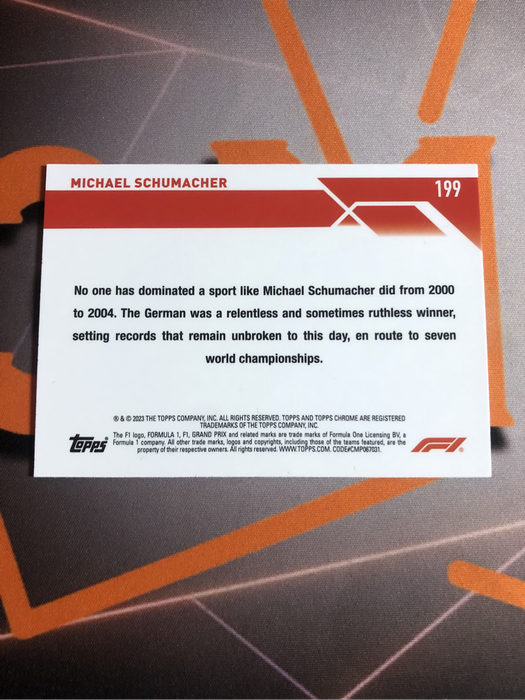 MICHAEL SCHUMACHER
199
No one has dominated a sport like Michael Schumacher did from 2000
to 2004. The German was a relentless and sometimes ruthless winner,
setting records that remain unbroken to this day, en route to seven
world championships.
® & © 2023 THE TOPPS COMPANY, INC. ALL RIGHTS RESERVED. TOPPS AND TOPPS CHROME ARE REGISTERED
TRADEMARKS OF THE TOPPS COMPANY, INC.
The F1 logo, FORMULA 1, F1, GRAND PRIX and related marks are trade marks of Formula One Licensing BV, a
Formula 1 company. All other trade marks, logos and copyrights, including those of the teams featured, are the
property of their respective owners. All rights reserved. WWW.TOPPS.COM. CODE#CMP067031.
topps
F1